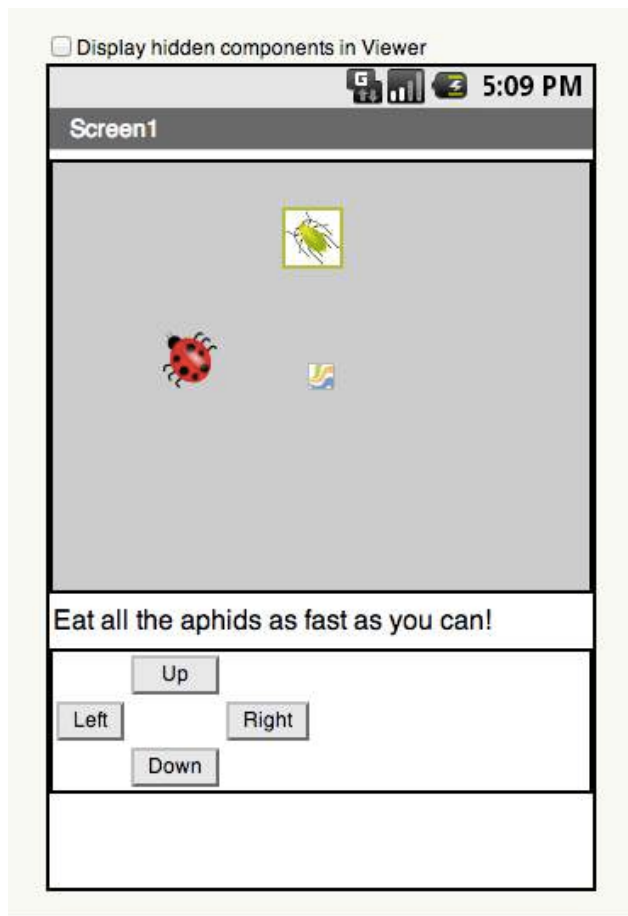 Display hidden components in Viewer
G 5:09 PM
Screen1
Eat all the aphids as fast as you can!
Up
Left Right
Down